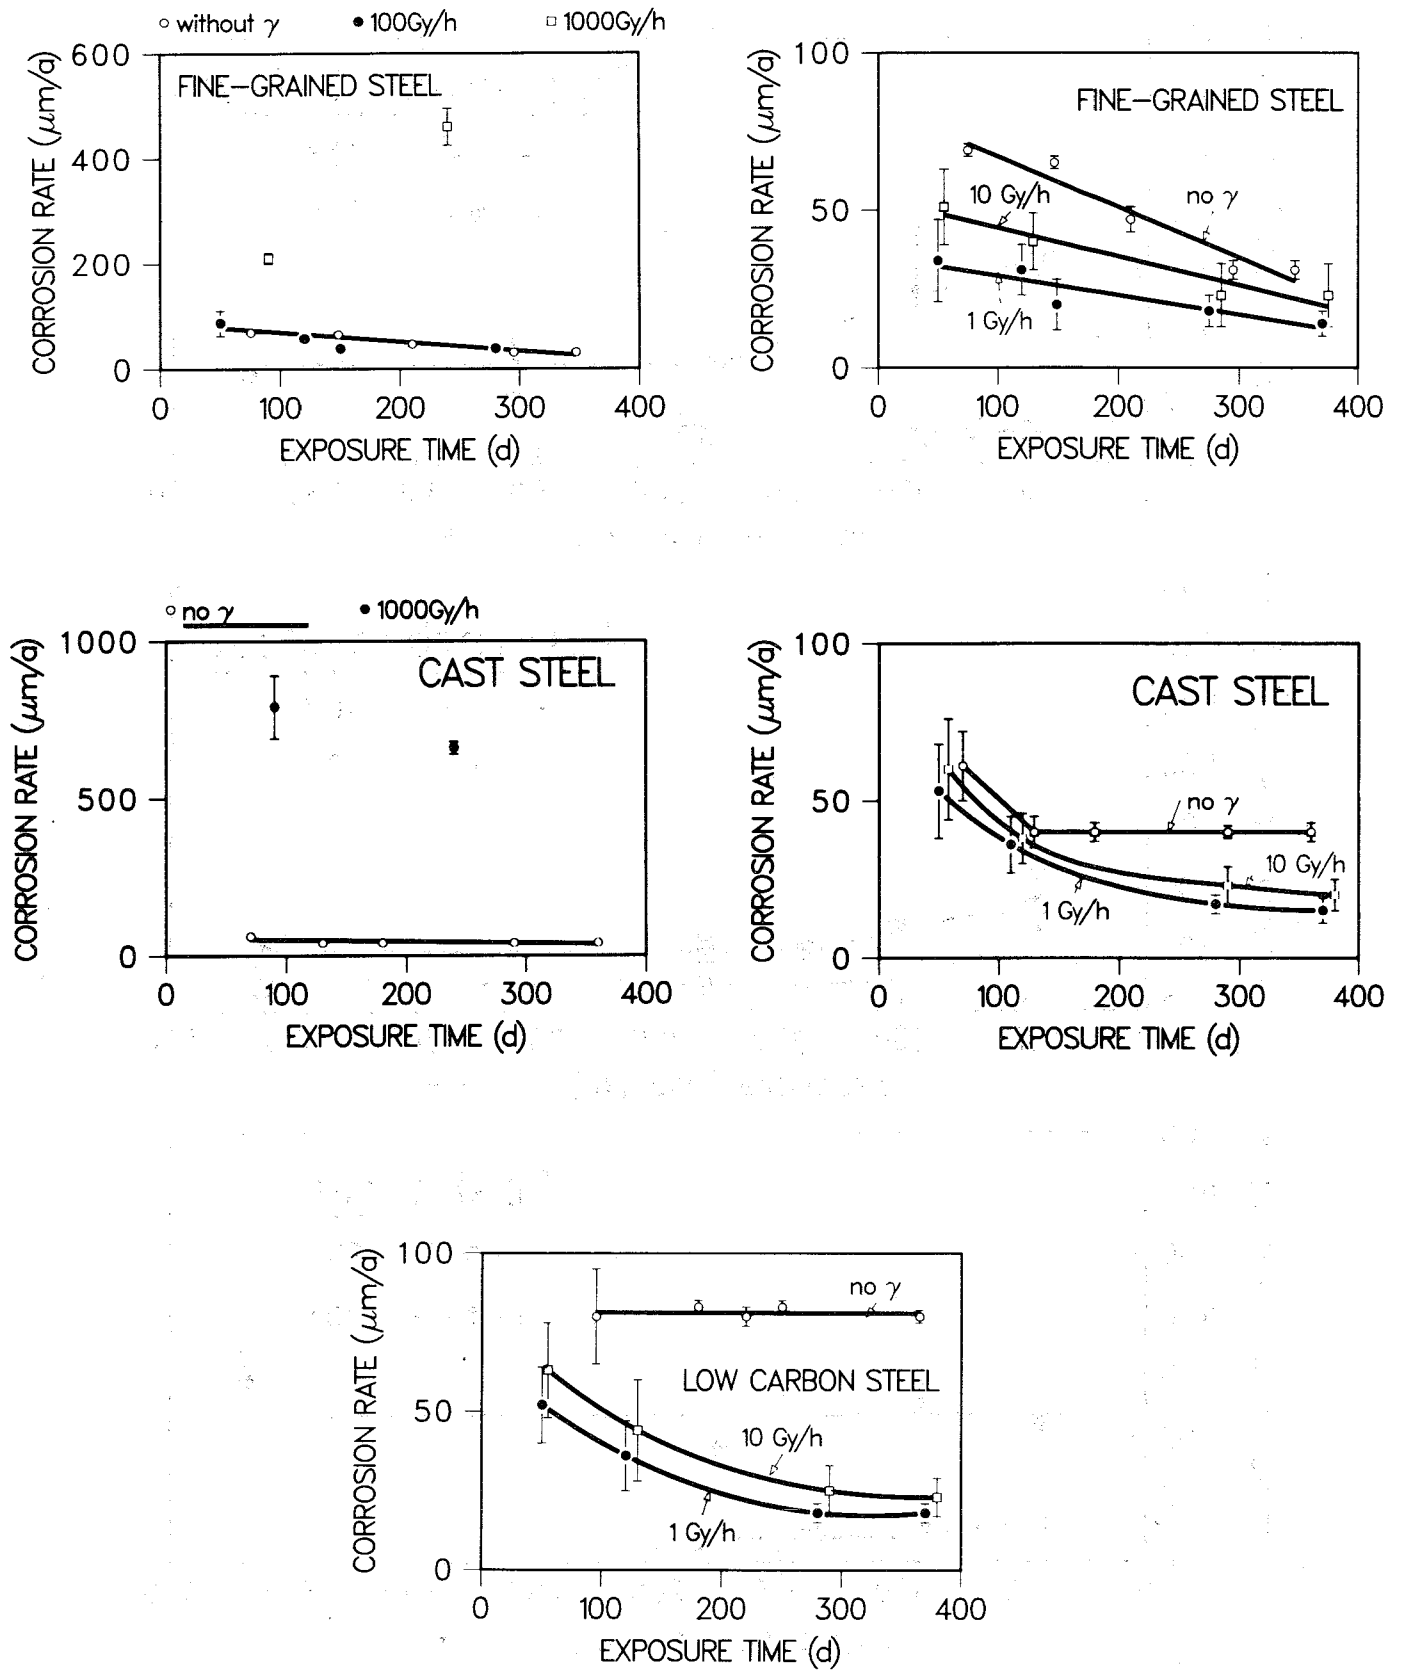 ○ without γ ● 100Gy/h □ 1000Gy/h
600
400
200
0
CORROSION RATE (μm/a)
FINE-GRAINED STEEL
0 100 200 300 400
EXPOSURE TIME (d)
100
50
0
CORROSION RATE (μm/a)
FINE-GRAINED STEEL
10 Gy/h
no γ
1 Gy/h
0 100 200 300 400
EXPOSURE TIME (d)
○ no γ ● 1000Gy/h
1000
500
0
CORROSION RATE (μm/a)
CAST STEEL
0 100 200 300 400
EXPOSURE TIME (d)
100
50
0
CORROSION RATE (μm/a)
CAST STEEL
no γ
10 Gy/h
1 Gy/h
0 100 200 300 400
EXPOSURE TIME (d)
100
50
0
CORROSION RATE (μm/a)
no γ
LOW CARBON STEEL
10 Gy/h
1 Gy/h
0 100 200 300 400
EXPOSURE TIME (d)